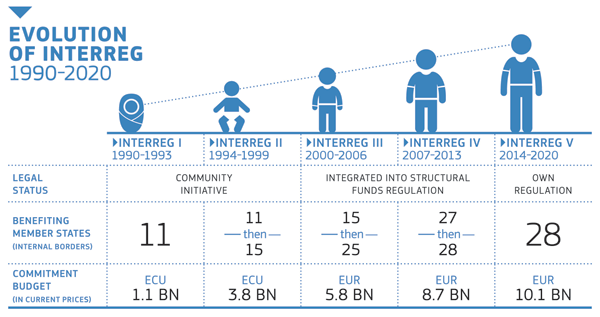 EVOLUTION
OF INTERREG
1990-2020
INTERREG I
1990-1993
INTERREG II
1994-1999
INTERREG III
2000-2006
INTERREG IV
2007-2013
INTERREG V
2014-2020
LEGAL
STATUS
COMMUNITY
INITIATIVE
INTEGRATED INTO STRUCTURAL
FUNDS REGULATION
OWN
REGULATION
BENEFITING
MEMBER STATES
(INTERNAL BORDERS)
11
11
then
15
15
then
25
27
then
28
28
COMMITMENT
BUDGET
(IN CURRENT PRICES)
ECU
1.1 BN
ECU
3.8 BN
EUR
5.8 BN
EUR
8.7 BN
EUR
10.1 BN